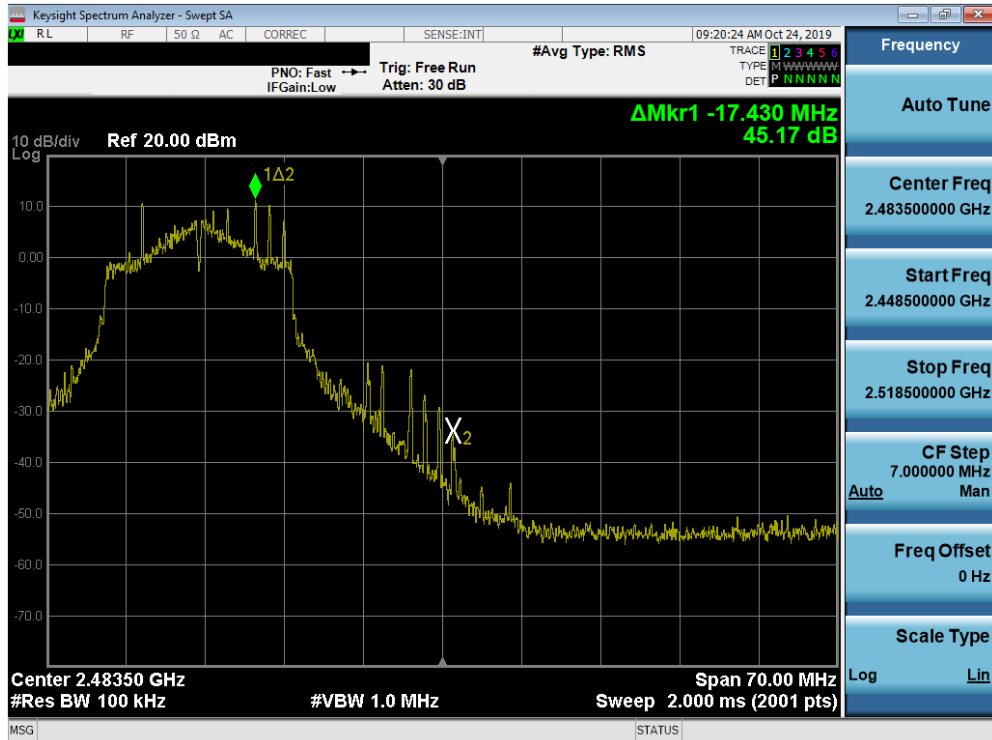 Keysight Spectrum Analyzer - Swept SA
LXI RL RF 50 Ω AC CORREC SENSE:INT 09:20:24 AM Oct 24, 2019
PNO: Fast
IFGain:Low
Trig: Free Run
Atten: 30 dB
#Avg Type: RMS
TRACE 1 2 3 4 5 6
TYPE M W W W W W
DET P N N N N N
Frequency
ΔMkr1 -17.430 MHz
45.17 dB
10 dB/div
Log
Ref 20.00 dBm
1Δ2
10.0
0.00
-10.0
-20.0
-30.0
X2
-40.0
-50.0
-60.0
-70.0
Center 2.48350 GHz
Span 70.00 MHz
#Res BW 100 kHz
#VBW 1.0 MHz
Sweep 2.000 ms (2001 pts)
Auto Tune
Center Freq
2.483500000 GHz
Start Freq
2.448500000 GHz
Stop Freq
2.518500000 GHz
CF Step
7.000000 MHz
Auto Man
Freq Offset
0 Hz
Scale Type
Log Lin
MSG
STATUS